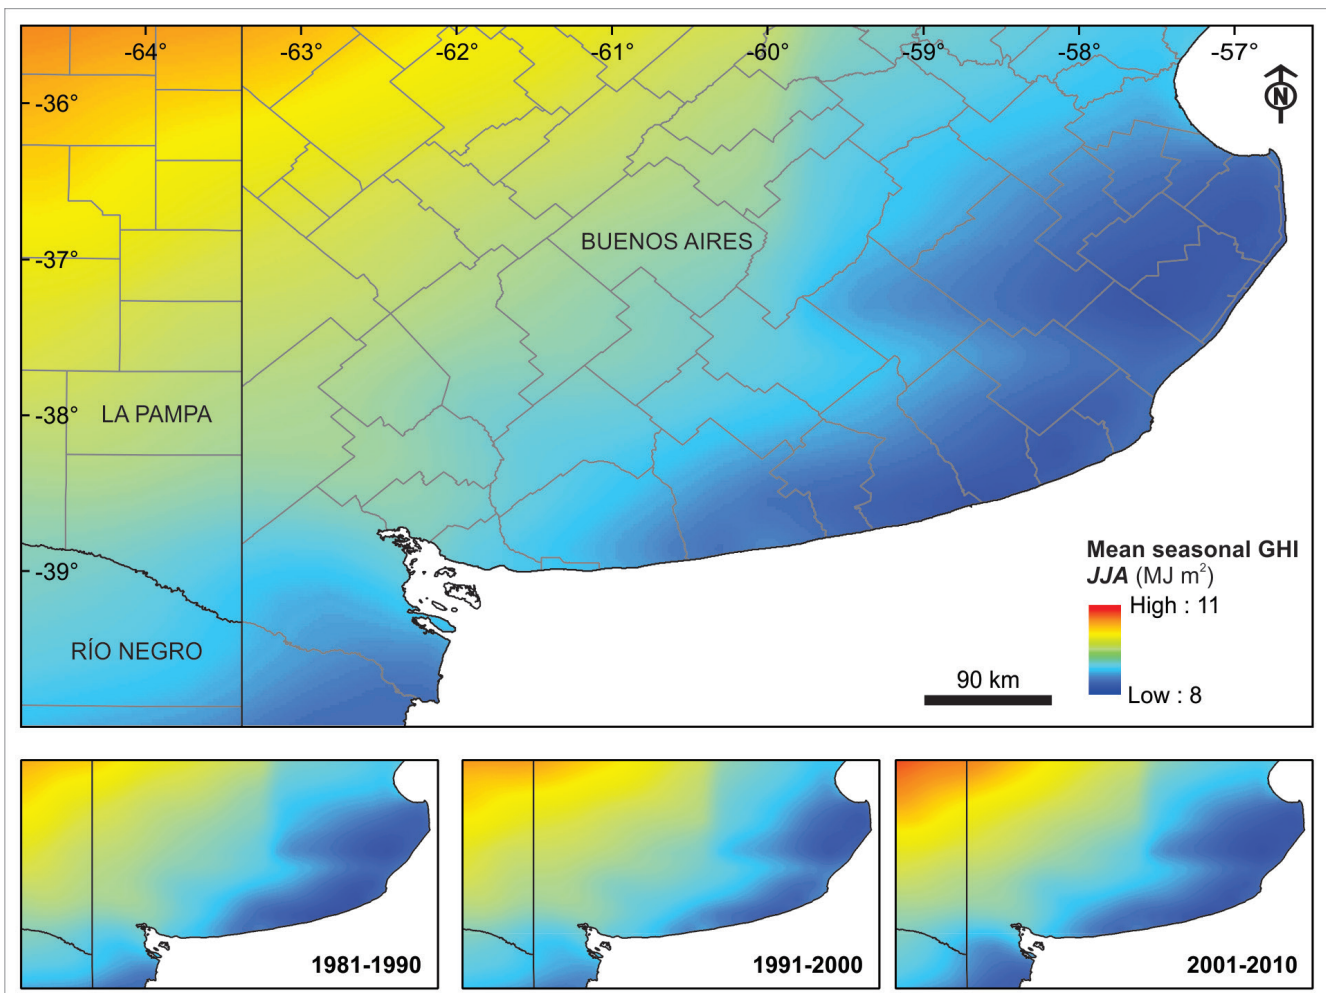 -64° -63° -62° -61° -60° -59° -58° -57°
-36°
N
BUENOS AIRES
-37°
-38°
LA PAMPA
-39°
Mean seasonal GHI
JJA (MJ m²)
High : 11
RÍO NEGRO
90 km
Low : 8
1981-1990
1991-2000
2001-2010